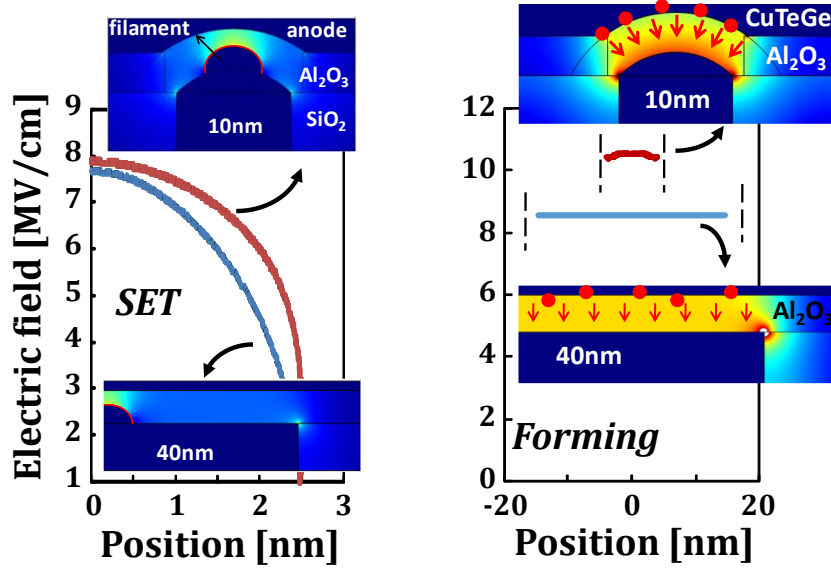 filament
anode
Al2O3
SiO2
10nm
9
8
7
6
5
4
3
2
1
Electric field [MV/cm]
SET
40nm
0
1
2
3
Position [nm]
CuTeGe
Al2O3
10nm
12
10
8
6
4
2
0
Al2O3
40nm
Forming
-20
0
20
Position [nm]